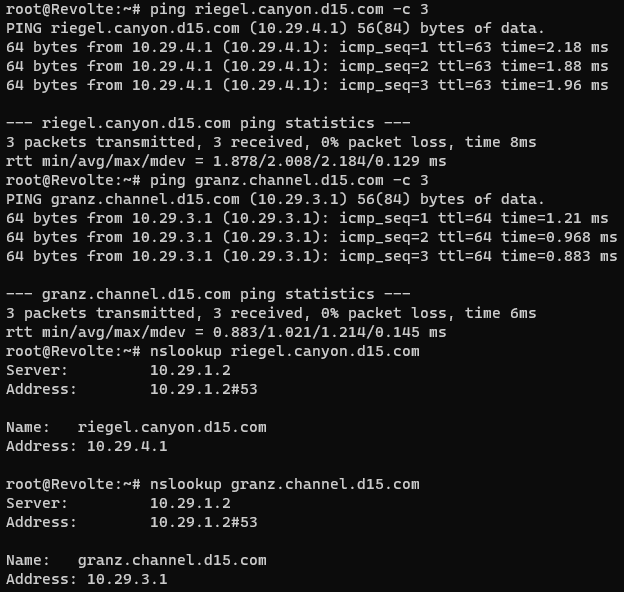 root@Revolte:~# ping riegel.canyon.d15.com -c 3
PING riegel.canyon.d15.com (10.29.4.1) 56(84) bytes of data.
64 bytes from 10.29.4.1 (10.29.4.1): icmp_seq=1 ttl=63 time=2.18 ms
64 bytes from 10.29.4.1 (10.29.4.1): icmp_seq=2 ttl=63 time=1.88 ms
64 bytes from 10.29.4.1 (10.29.4.1): icmp_seq=3 ttl=63 time=1.96 ms

--- riegel.canyon.d15.com ping statistics ---
3 packets transmitted, 3 received, 0% packet loss, time 8ms
rtt min/avg/max/mdev = 1.878/2.008/2.184/0.129 ms
root@Revolte:~# ping granz.channel.d15.com -c 3
PING granz.channel.d15.com (10.29.3.1) 56(84) bytes of data.
64 bytes from 10.29.3.1 (10.29.3.1): icmp_seq=1 ttl=64 time=1.21 ms
64 bytes from 10.29.3.1 (10.29.3.1): icmp_seq=2 ttl=64 time=0.968 ms
64 bytes from 10.29.3.1 (10.29.3.1): icmp_seq=3 ttl=64 time=0.883 ms

--- granz.channel.d15.com ping statistics ---
3 packets transmitted, 3 received, 0% packet loss, time 6ms
rtt min/avg/max/mdev = 0.883/1.021/1.214/0.145 ms
root@Revolte:~# nslookup riegel.canyon.d15.com
Server:         10.29.1.2
Address:        10.29.1.2#53

Name:   riegel.canyon.d15.com
Address: 10.29.4.1

root@Revolte:~# nslookup granz.channel.d15.com
Server:         10.29.1.2
Address:        10.29.1.2#53

Name:   granz.channel.d15.com
Address: 10.29.3.1